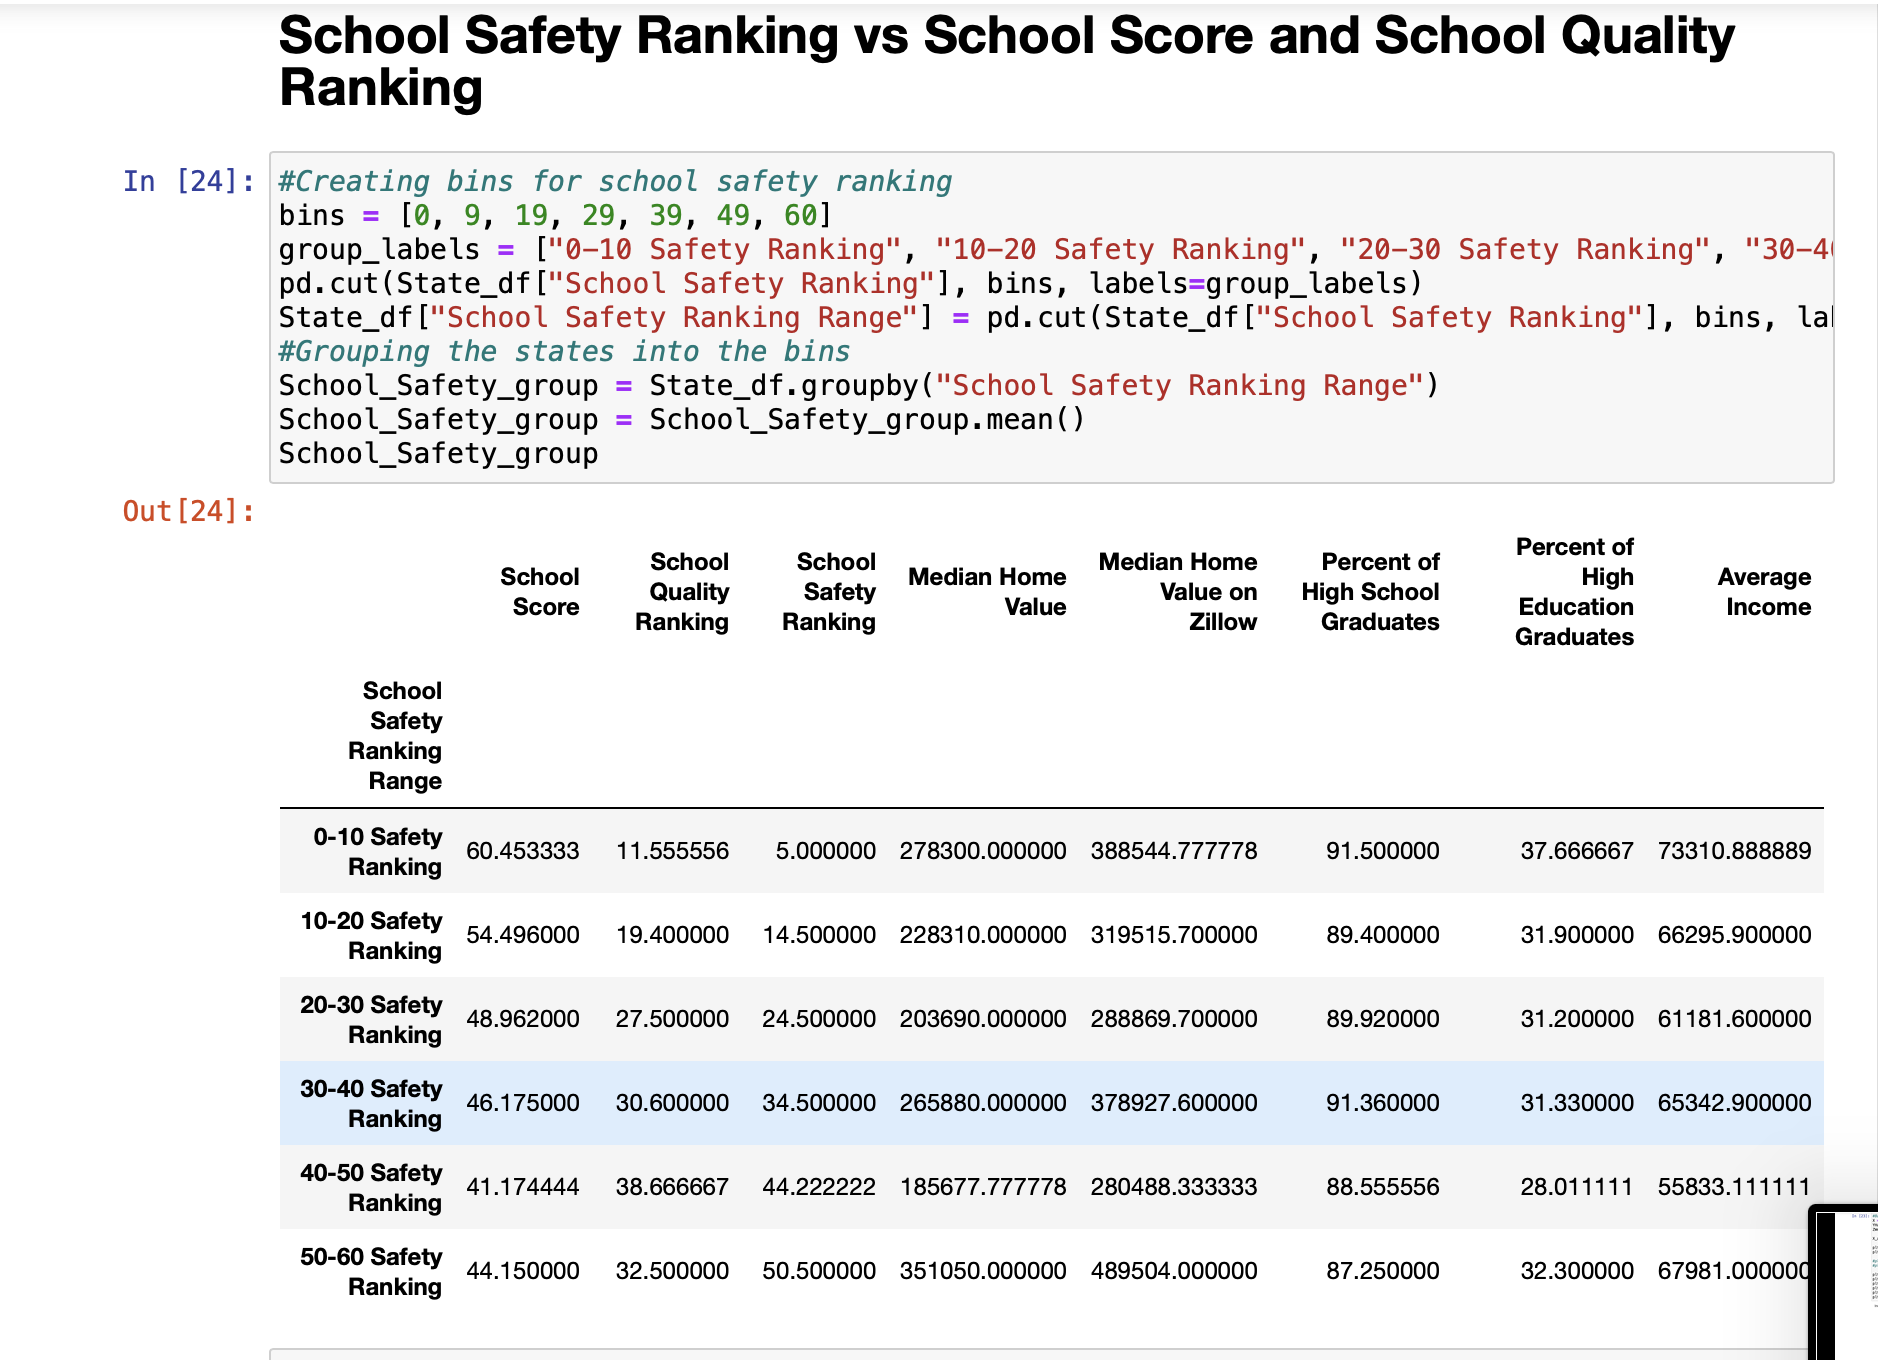 School Safety Ranking vs School Score and School Quality
Ranking
In [24]:
#Creating bins for school safety ranking
bins = [0, 9, 19, 29, 39, 49, 60]
group_labels = ["0-10 Safety Ranking", "10-20 Safety Ranking", "20-30 Safety Ranking", "30-40
pd.cut(State_df["School Safety Ranking"], bins, labels=group_labels)
State_df["School Safety Ranking Range"] = pd.cut(State_df["School Safety Ranking"], bins, la
#Grouping the states into the bins
School_Safety_group = State_df.groupby("School Safety Ranking Range")
School_Safety_group = School_Safety_group.mean()
School_Safety_group
Out[24]:
School
Score
School
Quality
Ranking
School
Safety
Ranking
Median Home
Value
Median Home
Value on
Zillow
Percent of
High School
Graduates
Percent of
High
Education
Graduates
Average
Income
School
Safety
Ranking
Range
0-10 Safety
Ranking
60.453333 11.555556 5.000000 278300.000000 388544.777778 91.500000 37.666667 73310.888889
10-20 Safety
Ranking
54.496000 19.400000 14.500000 228310.000000 319515.700000 89.400000 31.900000 66295.900000
20-30 Safety
Ranking
48.962000 27.500000 24.500000 203690.000000 288869.700000 89.920000 31.200000 61181.600000
30-40 Safety
Ranking
46.175000 30.600000 34.500000 265880.000000 378927.600000 91.360000 31.330000 65342.900000
40-50 Safety
Ranking
41.174444 38.666667 44.222222 185677.777778 280488.333333 88.555556 28.011111 55833.111111
50-60 Safety
Ranking
44.150000 32.500000 50.500000 351050.000000 489504.000000 87.250000 32.300000 67981.000000